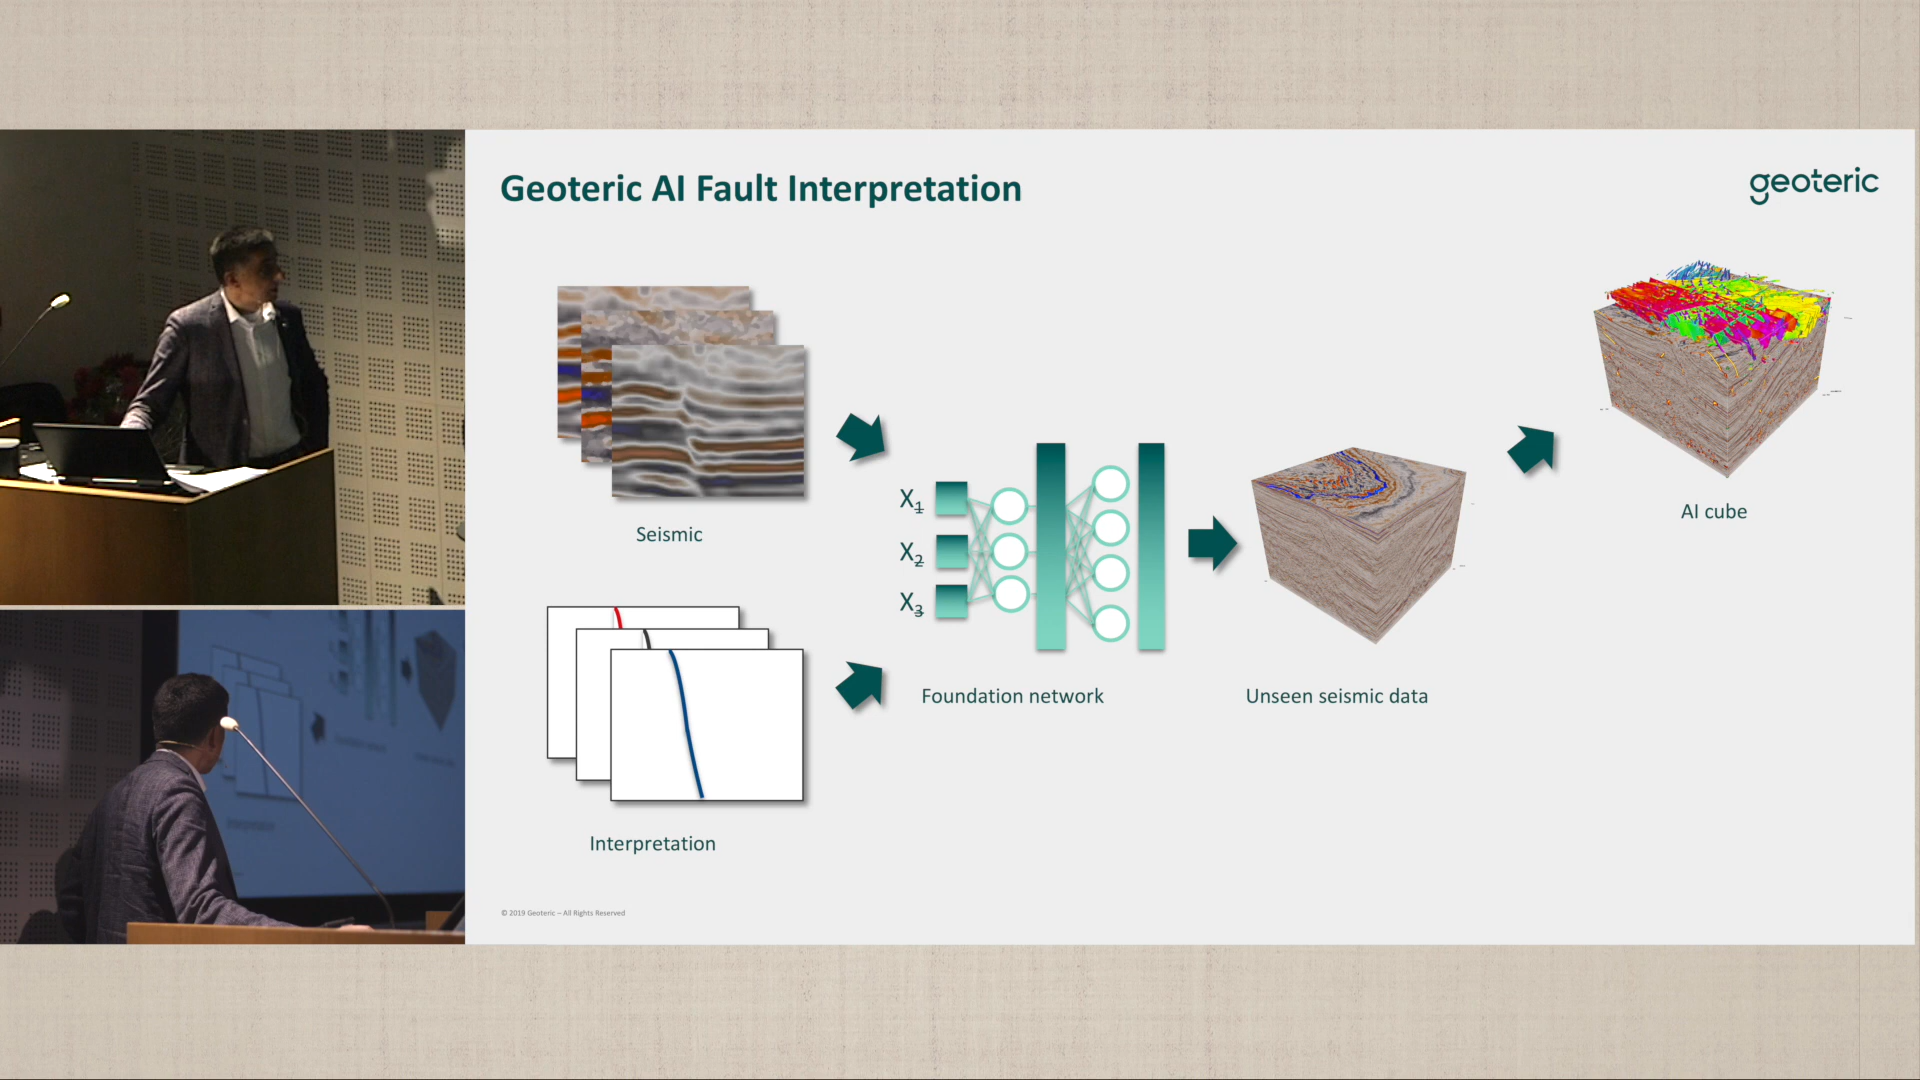 Geoteric AI Fault Interpretation
geoteric
Seismic
X1
X2
X3
AI cube
Foundation network
Unseen seismic data
Interpretation
© 2019 Geoteric – All Rights Reserved